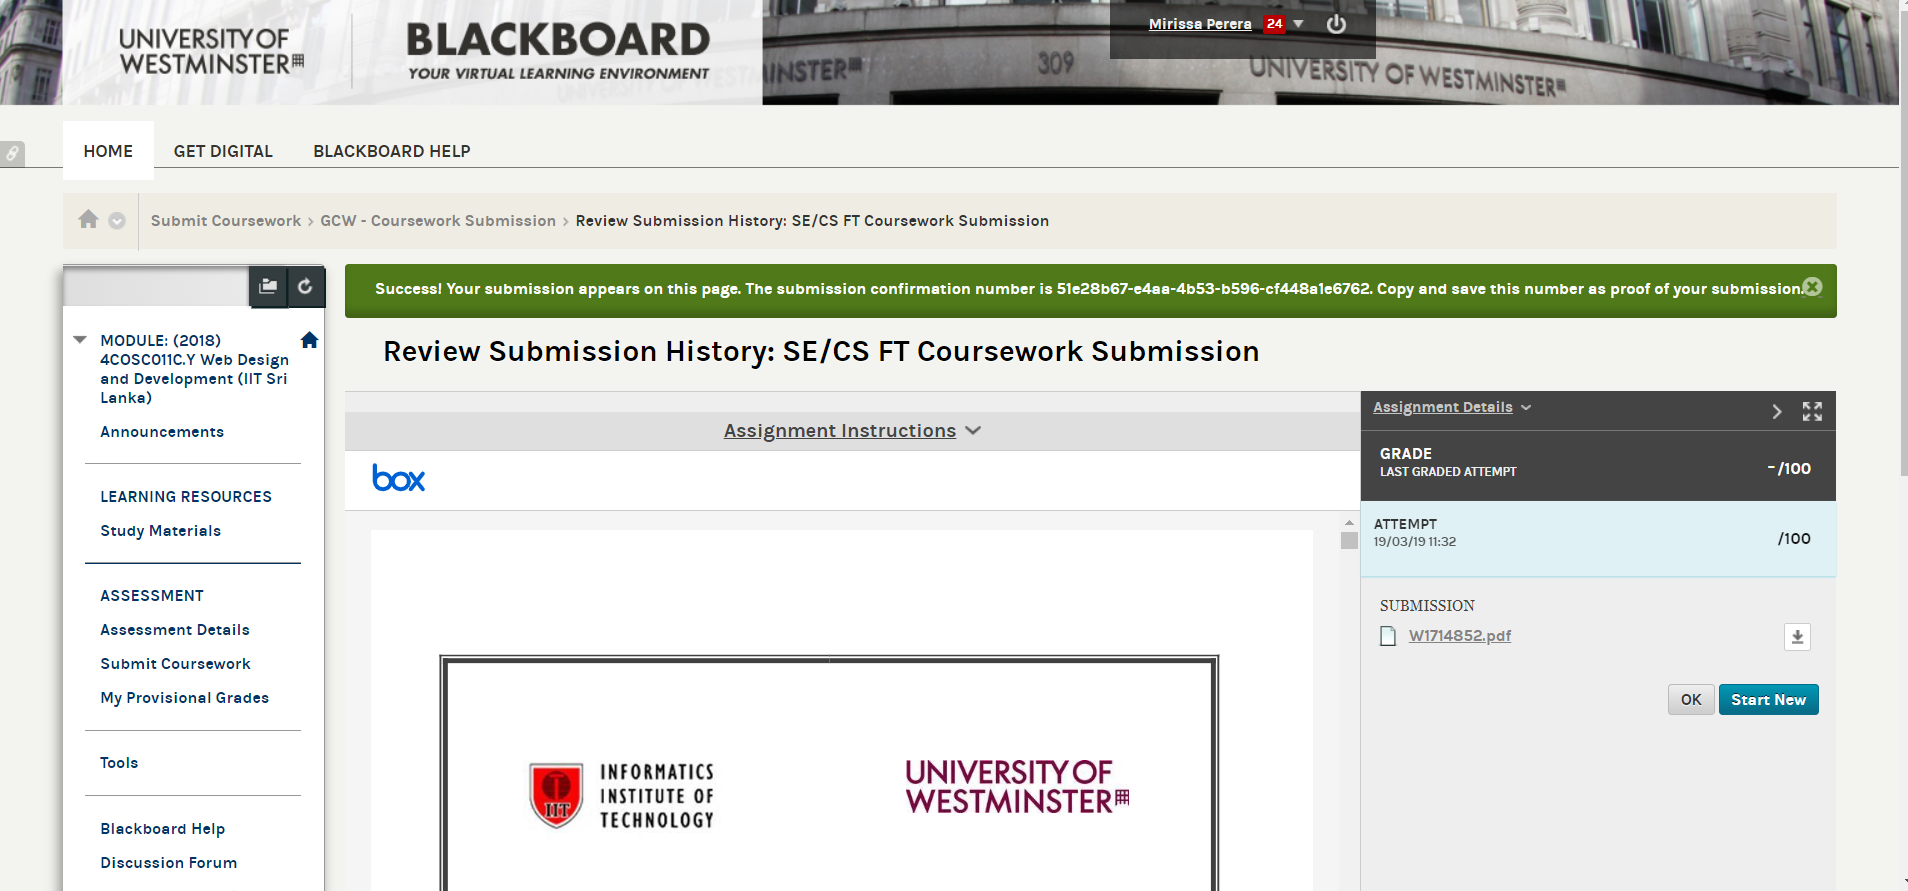 UNIVERSITY OF
WESTMINSTER
BLACKBOARD
YOUR VIRTUAL LEARNING ENVIRONMENT
INSTER
309
UNIVERSITY OF WESTMINSTER
Mirissa Perera 24
HOME GET DIGITAL BLACKBOARD HELP
Submit Coursework > GCW - Coursework Submission > Review Submission History: SE/CS FT Coursework Submission
MODULE: (2018)
4COSC011C.Y Web Design
and Development (IIT Sri
Lanka)
Announcements
LEARNING RESOURCES
Study Materials
ASSESSMENT
Assessment Details
Submit Coursework
My Provisional Grades
Tools
Blackboard Help
Discussion Forum
Success! Your submission appears on this page. The submission confirmation number is 51e28b67-e4aa-4b53-b596-cf448a1e6762. Copy and save this number as proof of your submission.
Review Submission History: SE/CS FT Coursework Submission
Assignment Instructions
box
IIT
INFORMATICS
INSTITUTE OF
TECHNOLOGY
UNIVERSITY OF
WESTMINSTER
Assignment Details
GRADE
LAST GRADED ATTEMPT
-/100
ATTEMPT
19/03/19 11:32
/100
SUBMISSION
W1714852.pdf
OK Start New